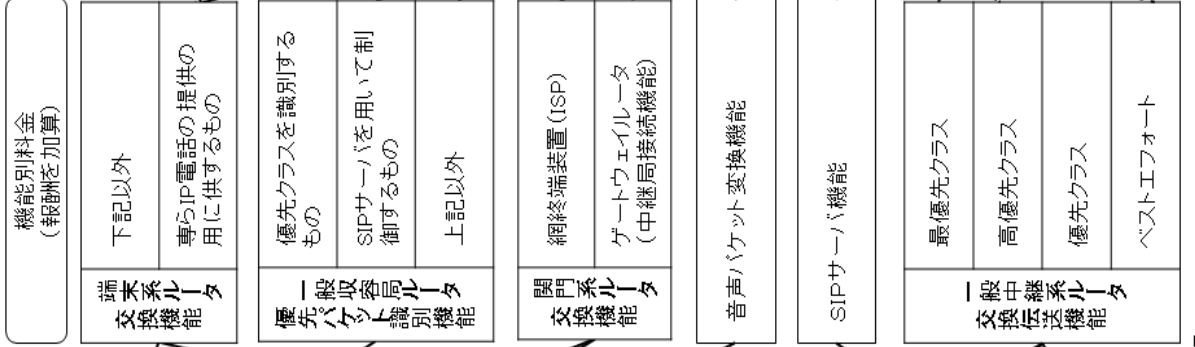 機能別料金
(報酬を加算)
端末系ルータ
交換機能
下記以外
専らIP電話の提供の
用に供するもの
一般収容局ルータ
優先パケット識別
機能
優先クラスを識別する
もの
SIPサーバを用いて制
御するもの
上記以外
関門系ルータ
交換機能
網終端装置(ISP)
ゲートウェイルータ
(中継局接続機能)
音声パケット変換機能
SIPサーバ機能
一般中継系ルータ
交換伝送機能
最優先クラス
高優先クラス
優先クラス
ベストエフォート